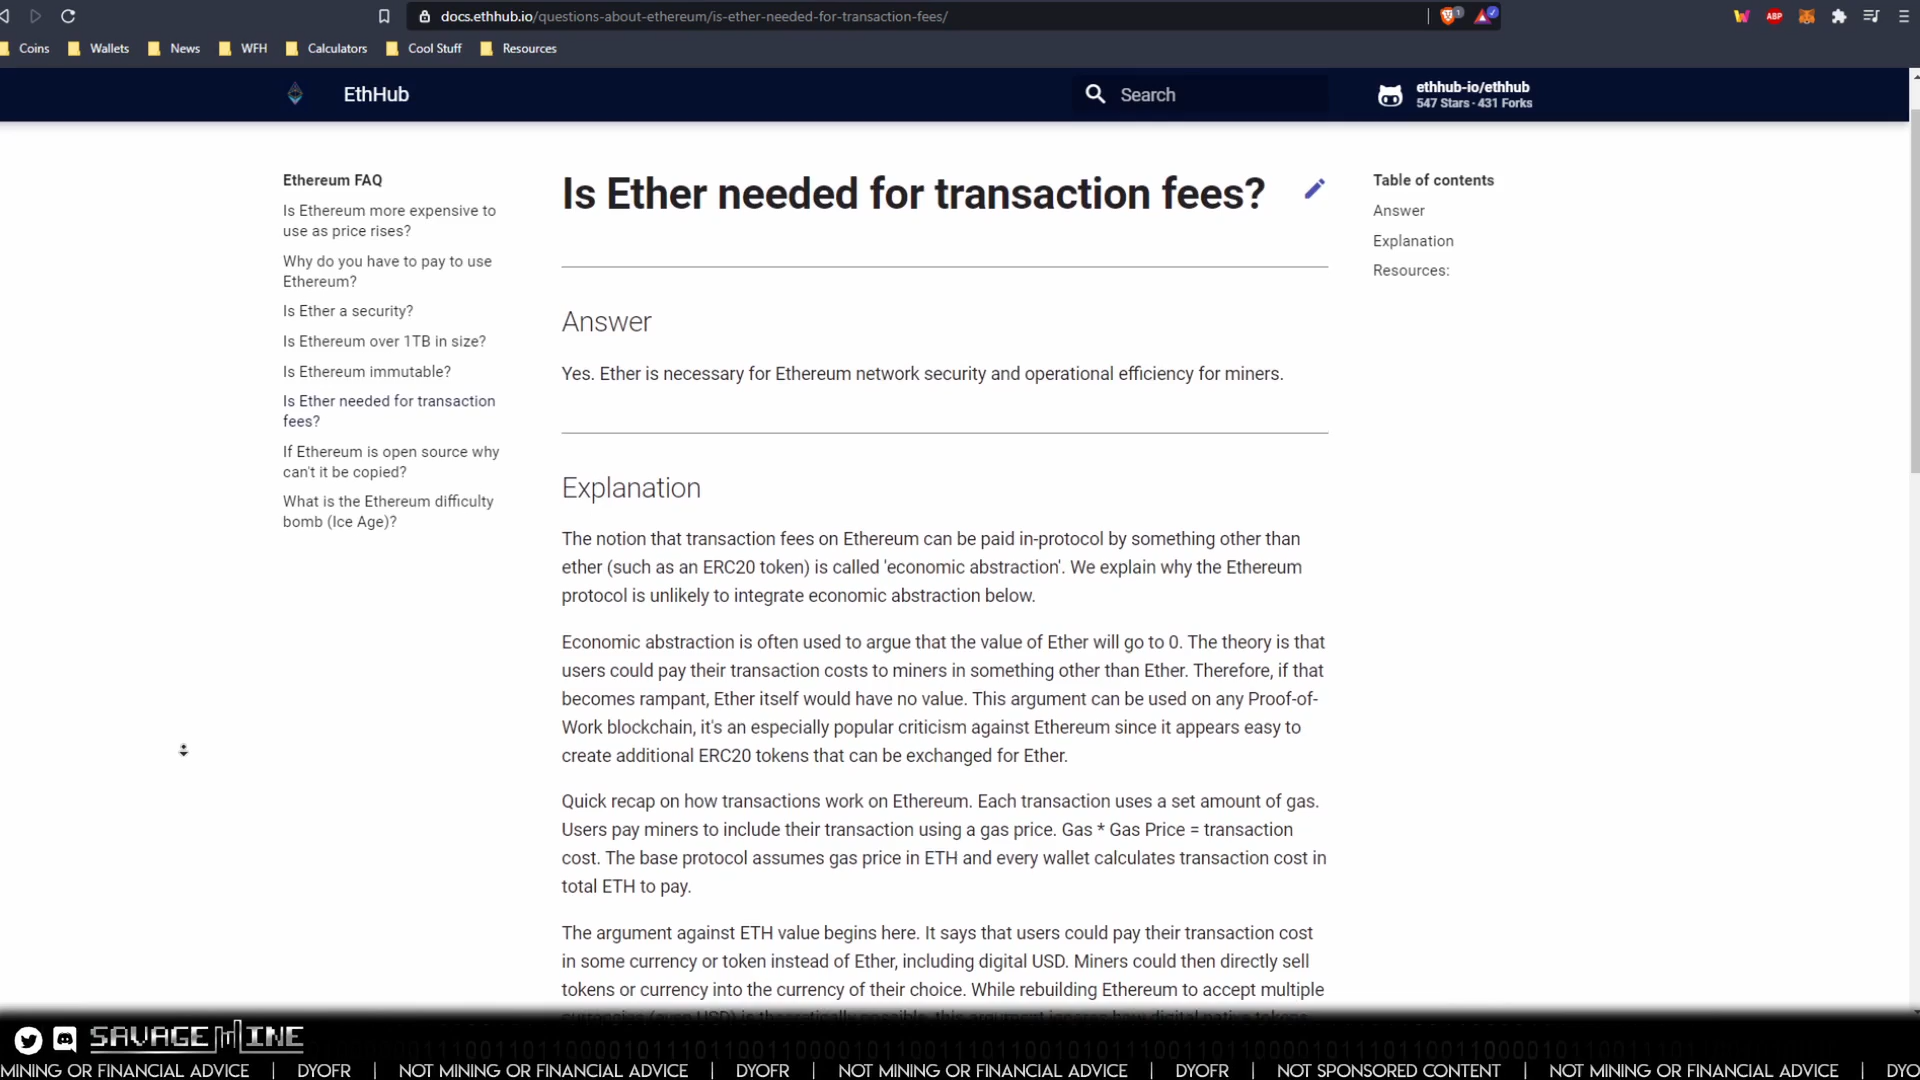 docs.ethhub.io/questions-about-ethereum/is-ether-needed-for-transaction-fees/
1
ABP
Coins
Wallets
News
WFH
Calculators
Cool Stuff
Resources
EthHub
Search
ethhub-io/ethhub
547 Stars · 431 Forks
Ethereum FAQ
Is Ethereum more expensive to
use as price rises?
Why do you have to pay to use
Ethereum?
Is Ether a security?
Is Ethereum over 1TB in size?
Is Ethereum immutable?
Is Ether needed for transaction
fees?
If Ethereum is open source why
can't it be copied?
What is the Ethereum difficulty
bomb (Ice Age)?
Is Ether needed for transaction fees?
Answer
Yes. Ether is necessary for Ethereum network security and operational efficiency for miners.
Explanation
The notion that transaction fees on Ethereum can be paid in-protocol by something other than
ether (such as an ERC20 token) is called 'economic abstraction'. We explain why the Ethereum
protocol is unlikely to integrate economic abstraction below.
Economic abstraction is often used to argue that the value of Ether will go to 0. The theory is that
users could pay their transaction costs to miners in something other than Ether. Therefore, if that
becomes rampant, Ether itself would have no value. This argument can be used on any Proof-of-
Work blockchain, it's an especially popular criticism against Ethereum since it appears easy to
create additional ERC20 tokens that can be exchanged for Ether.
Quick recap on how transactions work on Ethereum. Each transaction uses a set amount of gas.
Users pay miners to include their transaction using a gas price. Gas * Gas Price = transaction
cost. The base protocol assumes gas price in ETH and every wallet calculates transaction cost in
total ETH to pay.
The argument against ETH value begins here. It says that users could pay their transaction cost
in some currency or token instead of Ether, including digital USD. Miners could then directly sell
tokens or currency into the currency of their choice. While rebuilding Ethereum to accept multiple
Table of contents
Answer
Explanation
Resources:
SAVAGEMINE
MINING OR FINANCIAL ADVICE | DYOFR | NOT MINING OR FINANCIAL ADVICE | DYOFR | NOT MINING OR FINANCIAL ADVICE | DYOFR | NOT SPONSORED CONTENT | NOT MINING OR FINANCIAL ADVICE | DYO